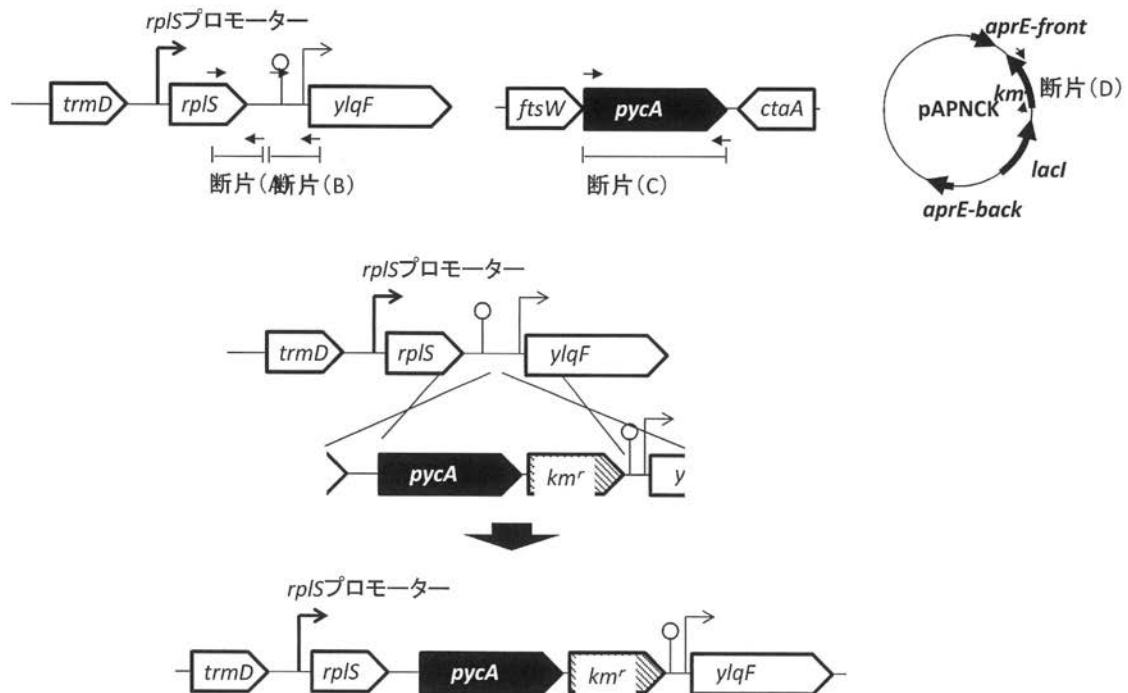 rplSプロモーター
trmD
rplS
ylqF
断片(A)
断片(B)
ftsW
pycA
ctaA
断片(C)
aprE-front
km
断片(D)
pAPNCK
lacI
aprE-back
rplSプロモーター
trmD
rplS
ylqF
pycA
kmʳ
y
rplSプロモーター
trmD
rplS
pycA
kmʳ
ylqF